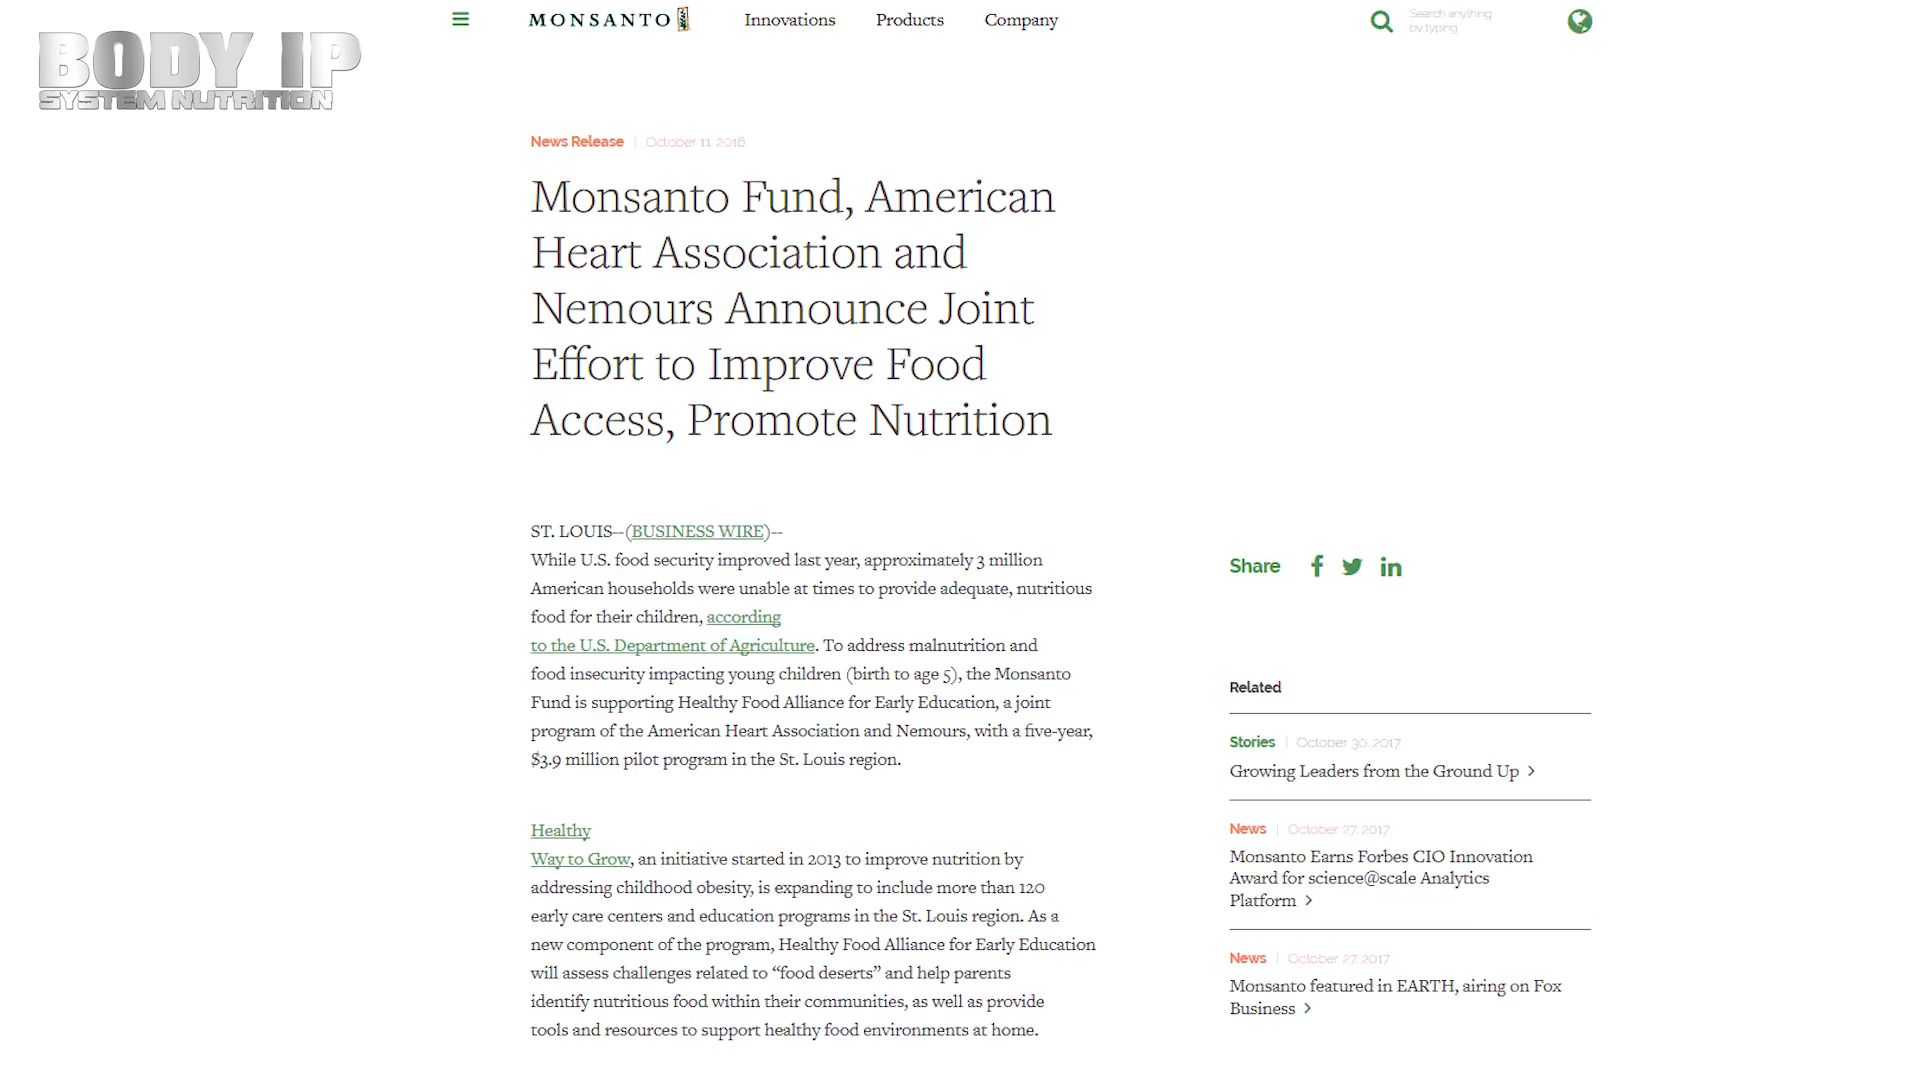 BODY IP
SYSTEM NUTRITION
MONSANTO
Innovations
Products
Company
Search anything
by typing
News Release | October 11, 2016
Monsanto Fund, American
Heart Association and
Nemours Announce Joint
Effort to Improve Food
Access, Promote Nutrition
ST. LOUIS--(BUSINESS WIRE)--
While U.S. food security improved last year, approximately 3 million
American households were unable at times to provide adequate, nutritious
food for their children, according
to the U.S. Department of Agriculture. To address malnutrition and
food insecurity impacting young children (birth to age 5), the Monsanto
Fund is supporting Healthy Food Alliance for Early Education, a joint
program of the American Heart Association and Nemours, with a five-year,
$3.9 million pilot program in the St. Louis region.
Healthy
Way to Grow, an initiative started in 2013 to improve nutrition by
addressing childhood obesity, is expanding to include more than 120
early care centers and education programs in the St. Louis region. As a
new component of the program, Healthy Food Alliance for Early Education
will assess challenges related to “food deserts” and help parents
identify nutritious food within their communities, as well as provide
tools and resources to support healthy food environments at home.
Share
Related
Stories | October 30, 2017
Growing Leaders from the Ground Up >
News | October 27, 2017
Monsanto Earns Forbes CIO Innovation
Award for science@scale Analytics
Platform >
News | October 27, 2017
Monsanto featured in EARTH, airing on Fox
Business >